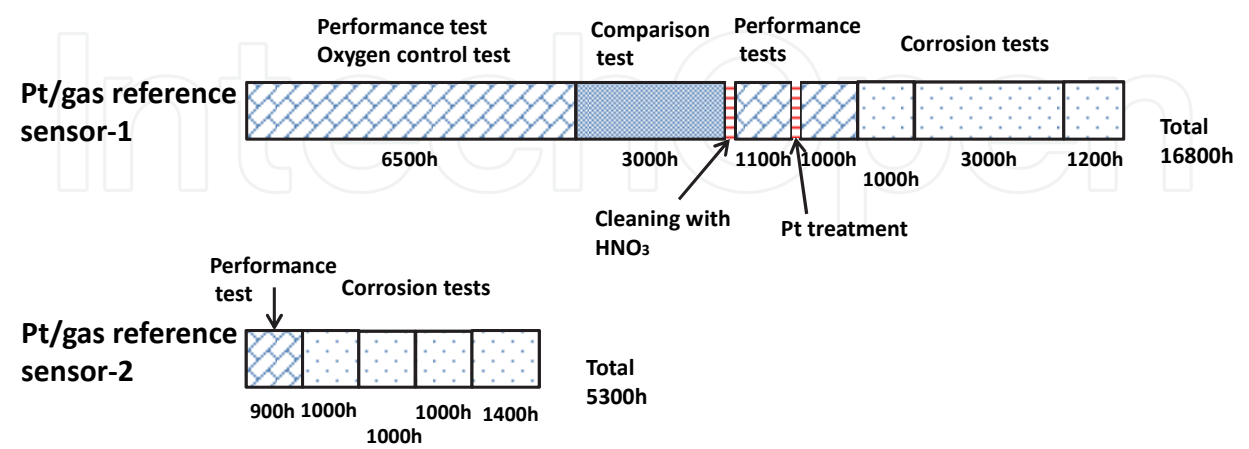 IntechOpen
Performance test
Oxygen control test
Comparison
test
Performance
tests
Corrosion tests
Pt/gas reference
sensor-1
6500h
3000h
1100h
1000h
1000h
3000h
1200h
Total
16800h
Cleaning with
HNO3
Pt treatment
Performance
test
Corrosion tests
Pt/gas reference
sensor-2
900h
1000h
1000h
1000h
1400h
Total
5300h